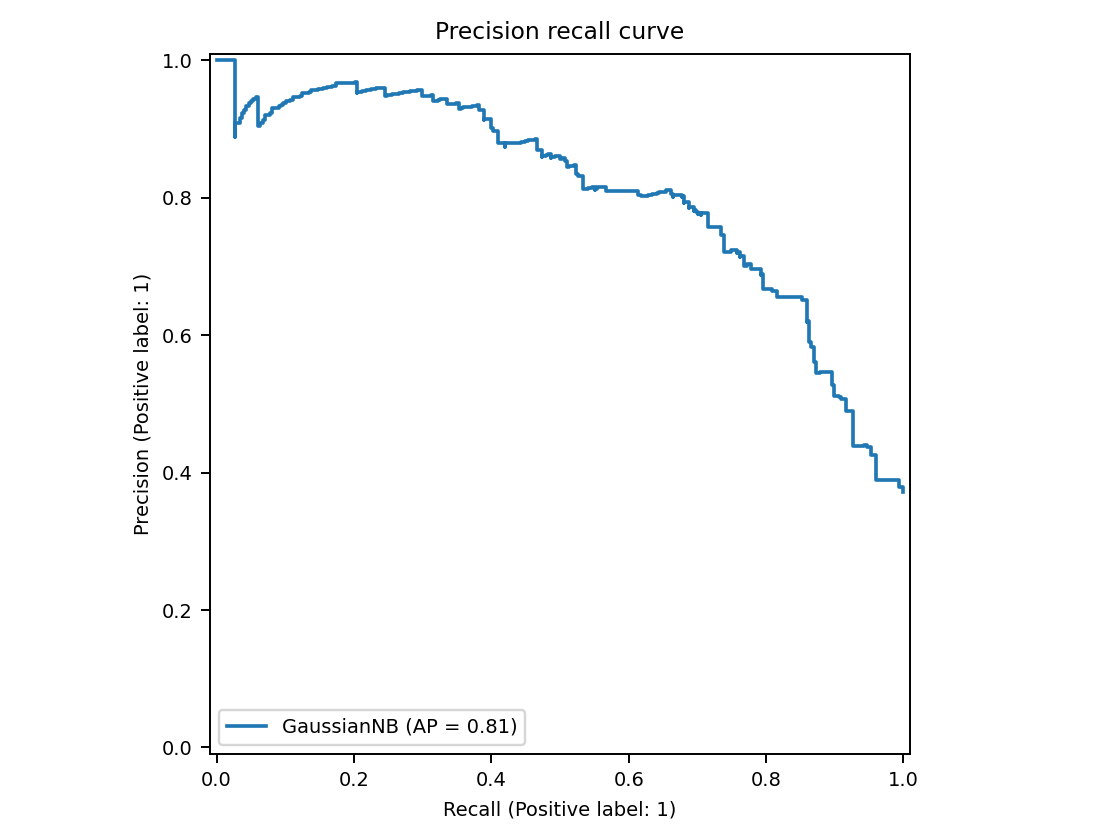 Precision recall curve
1.0
0.8
0.6
0.4
0.2
0.0
Precision (Positive label: 1)
GaussianNB (AP = 0.81)
0.0 0.2 0.4 0.6 0.8 1.0
Recall (Positive label: 1)